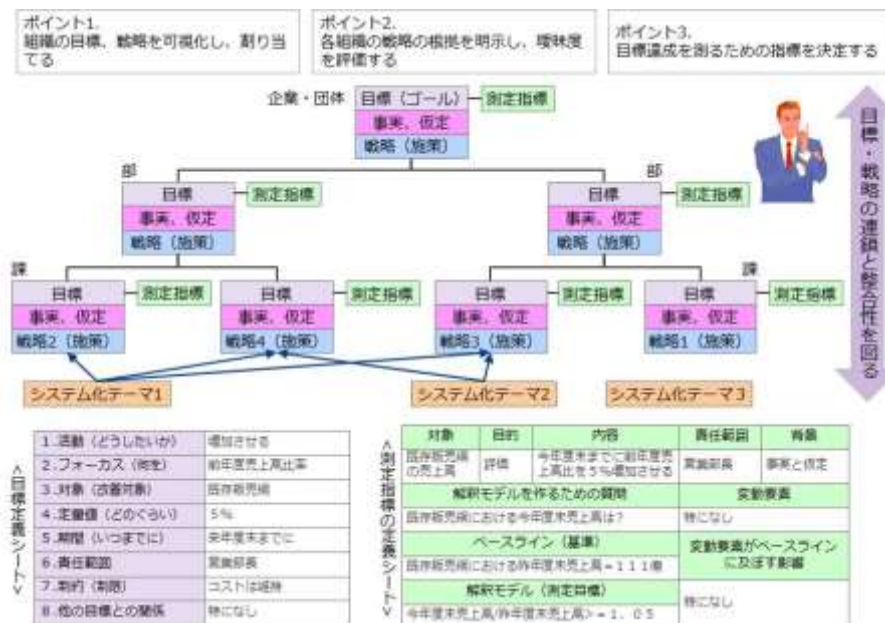 ポイント1.
組織の目標、戦略を可視化し、割り当
てる
ポイント2.
各組織の戦略の根拠を明示し、曖昧度
を評価する
ポイント3.
目標達成を測るための指標を決定する
企業・団体
目標（ゴール）
測定指標
事実、仮定
戦略（施策）
部
目標
測定指標
事実、仮定
戦略（施策）
部
目標
測定指標
事実、仮定
戦略（施策）
課
目標
測定指標
事実、仮定
戦略2（施策）
目標
測定指標
事実、仮定
戦略4（施策）
目標
測定指標
事実、仮定
戦略3（施策）
課
目標
測定指標
事実、仮定
戦略1（施策）
目標・戦略の連鎖と整合性を図る
システム化テーマ1
システム化テーマ2
システム化テーマ３
＜目標定義シート＞
１.活動（どうしたいか） 増加させる
２.フォーカス（何を） 前年度売上高比率
３.対象（改善対象） 既存販売網
４.定量値（どのぐらい） ５％
５.期間（いつまでに） 来年度末までに
６.責任範囲 営業部長
７.制約（制限） コストは維持
８.他の目標との関係 特になし
＜測定指標の定義シート＞
対象 目的 内容 責任範囲 背景
既存販売網
の売上高
評価
今年度末までに前年度売
上高比を５％増加させる
営業部長
事実と仮定
解釈モデルを作るための質問 変動要素
既存販売網における今年度末売上高は？ 特になし
ベースライン（基準）
変動要素がベースライン
に及ぼす影響
既存販売網における昨年度末売上高＝１１１億
解釈モデル（測定目標）
特になし
今年度末売上高/昨年度末売上高＞＝１．０５